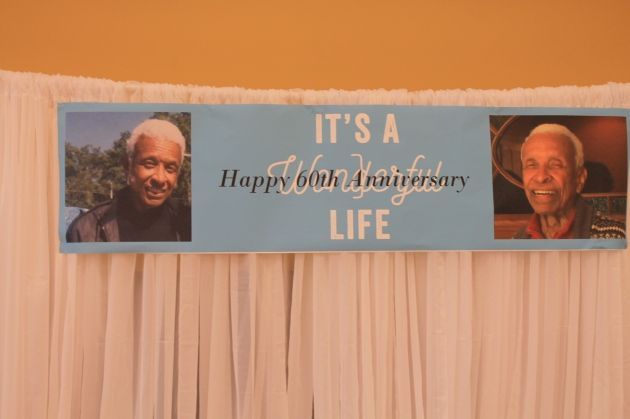 IT'S A
Wonderful
Happy 60th Anniversary
LIFE